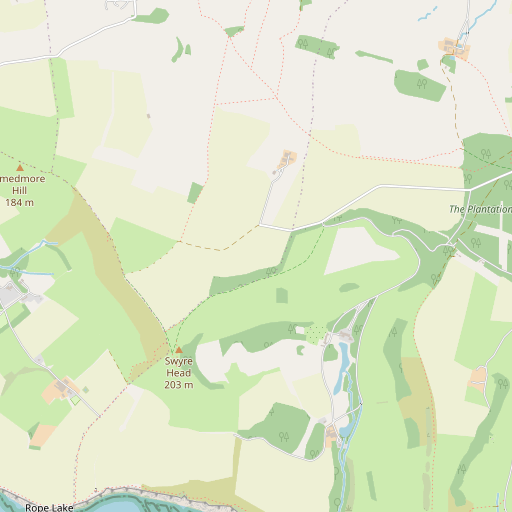 medmore
Hill
184 m
The Plantation
Swyre
Head
203 m
Rope Lake